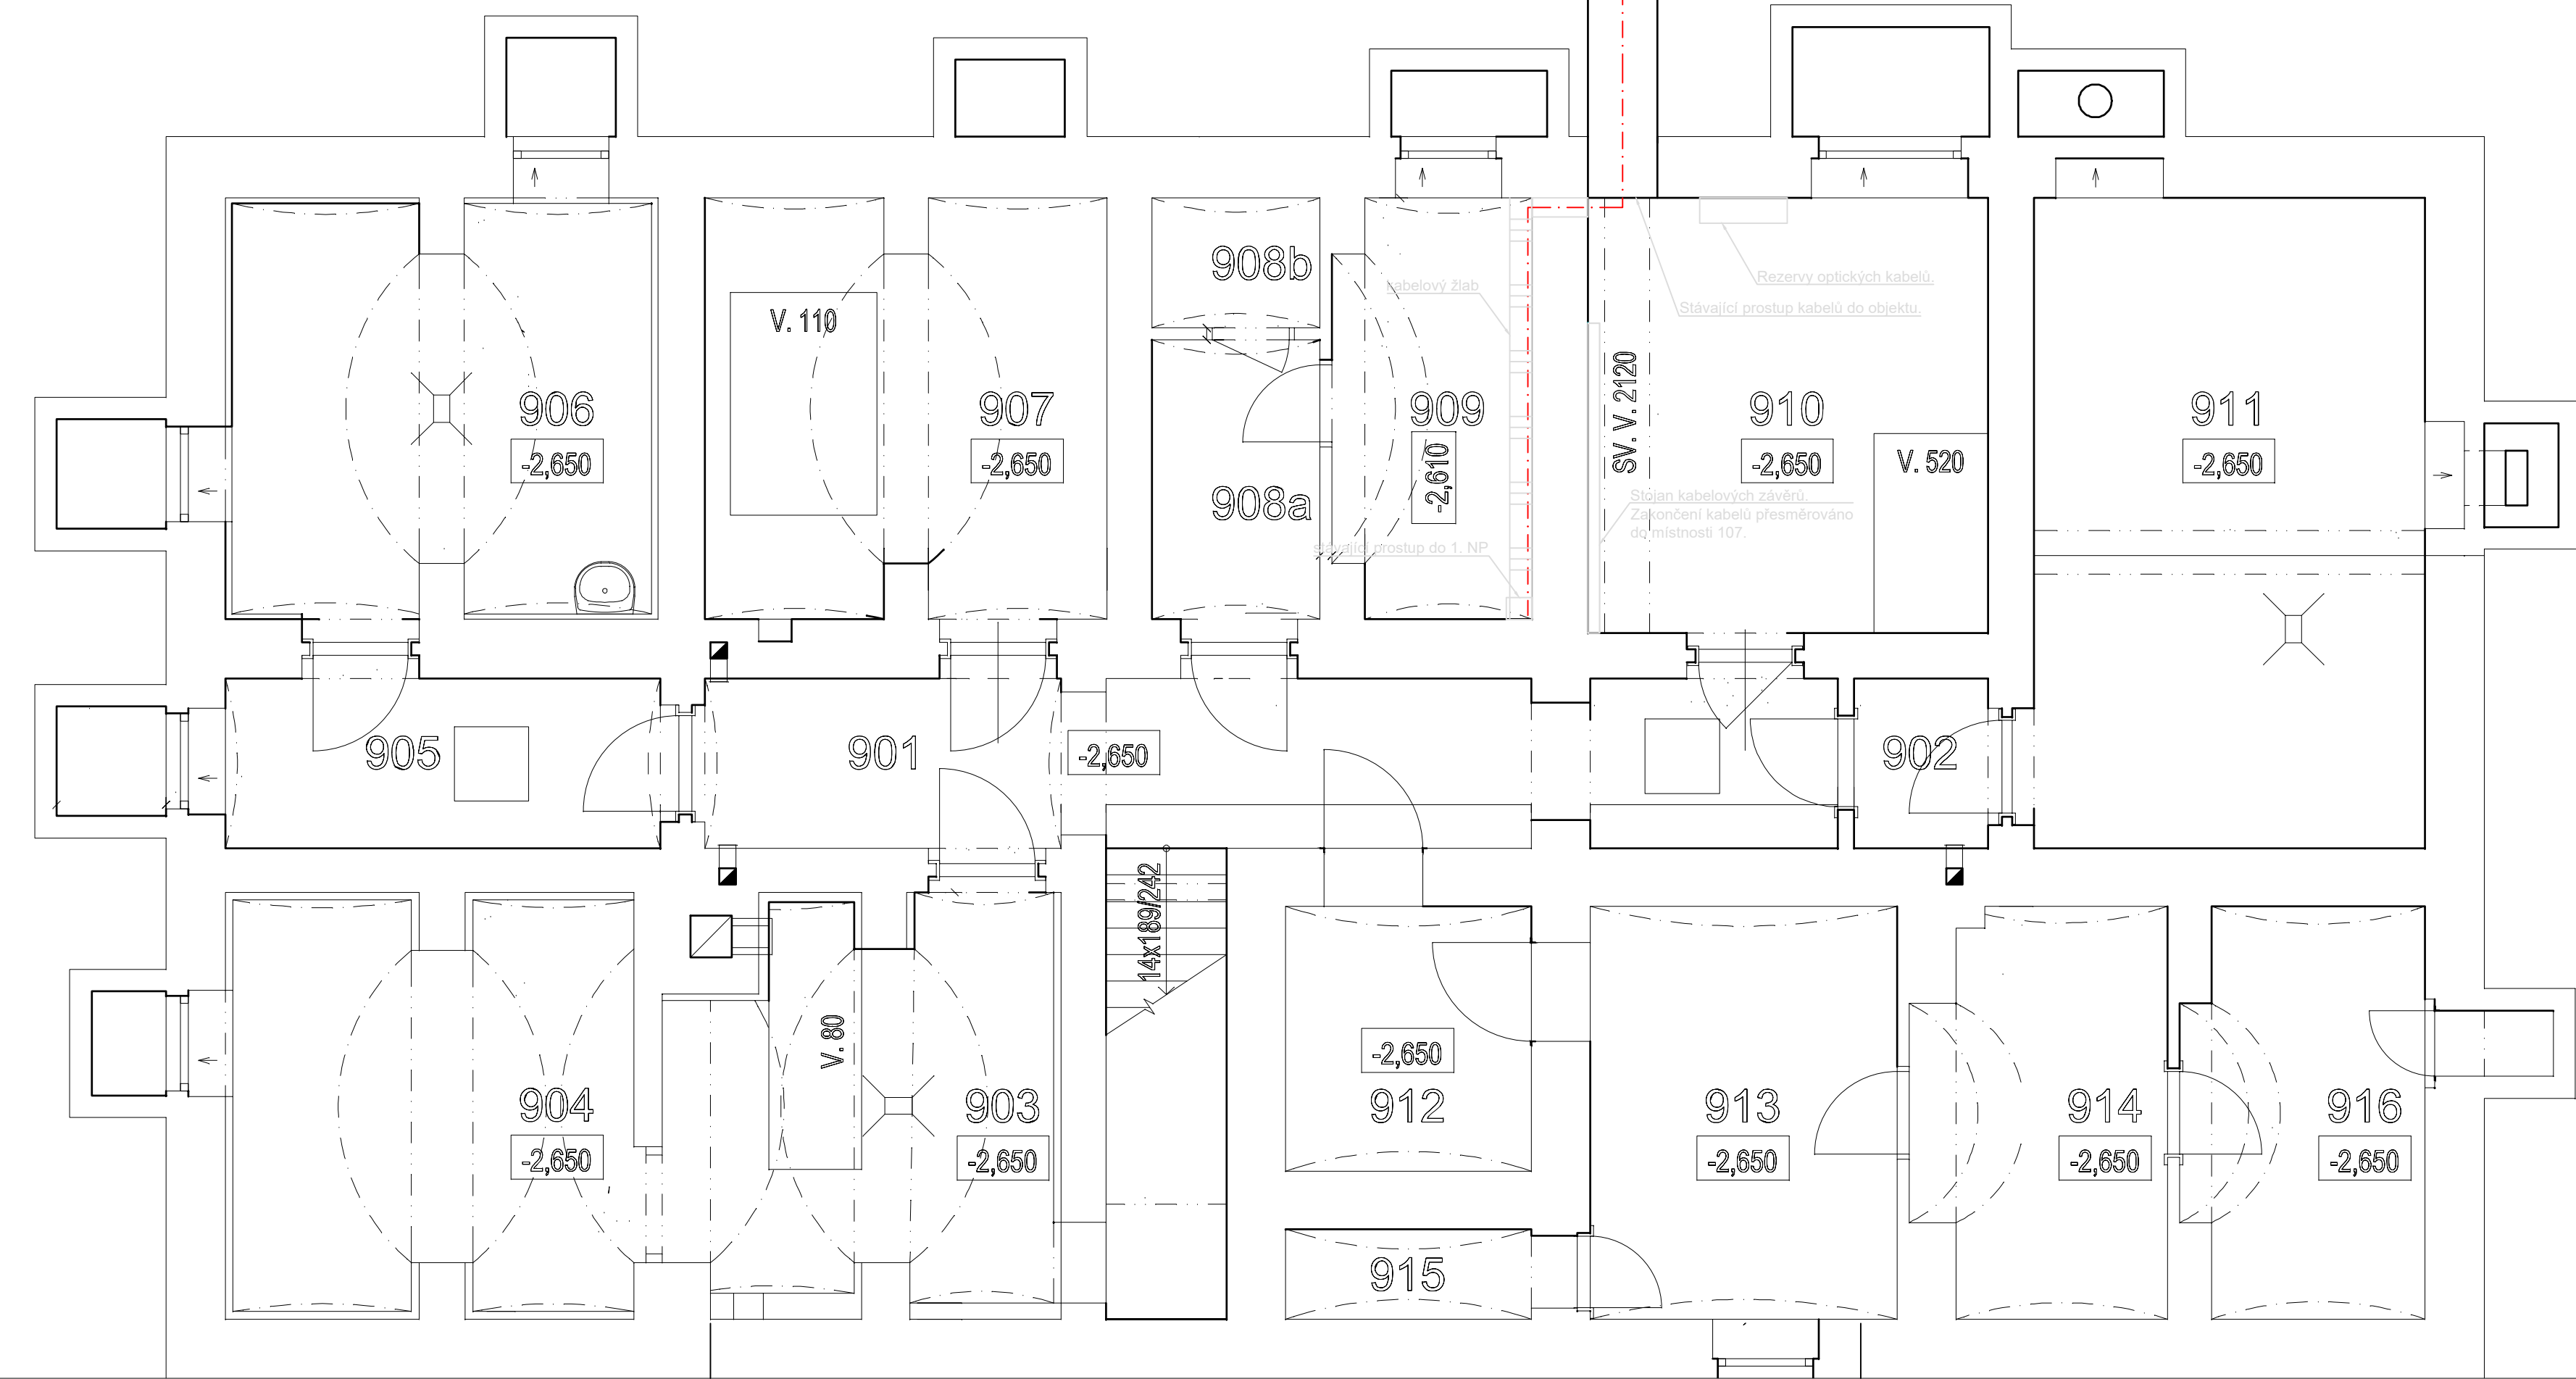 908b
Rezervy optických kabelů.
kabelový žlab
Stávající prostup kabelů do objektu.
V. 110
SV. V. 2120
906
-2,650
907
-2,650
909
-2,610
910
-2,650
V. 520
911
-2,650
908a
Stojan kabelových závěrů.
Zakončení kabelů přesměrováno
do místnosti 107.
stávající prostup do 1. NP
905
901
-2,650
902
14x189/242
V. 80
904
-2,650
903
-2,650
-2,650
912
913
-2,650
914
-2,650
916
-2,650
915